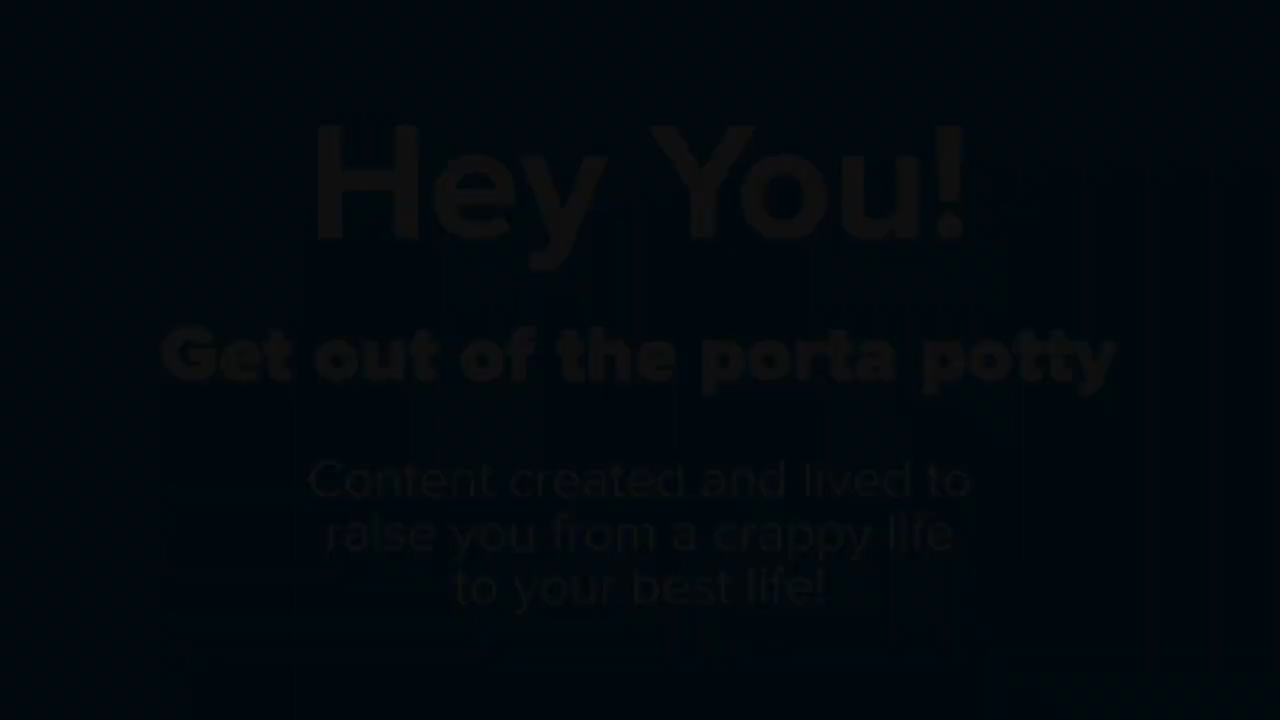 Hey You!
Get out of the porta potty
Content created and lived to
raise you from a crappy life
to your best life!